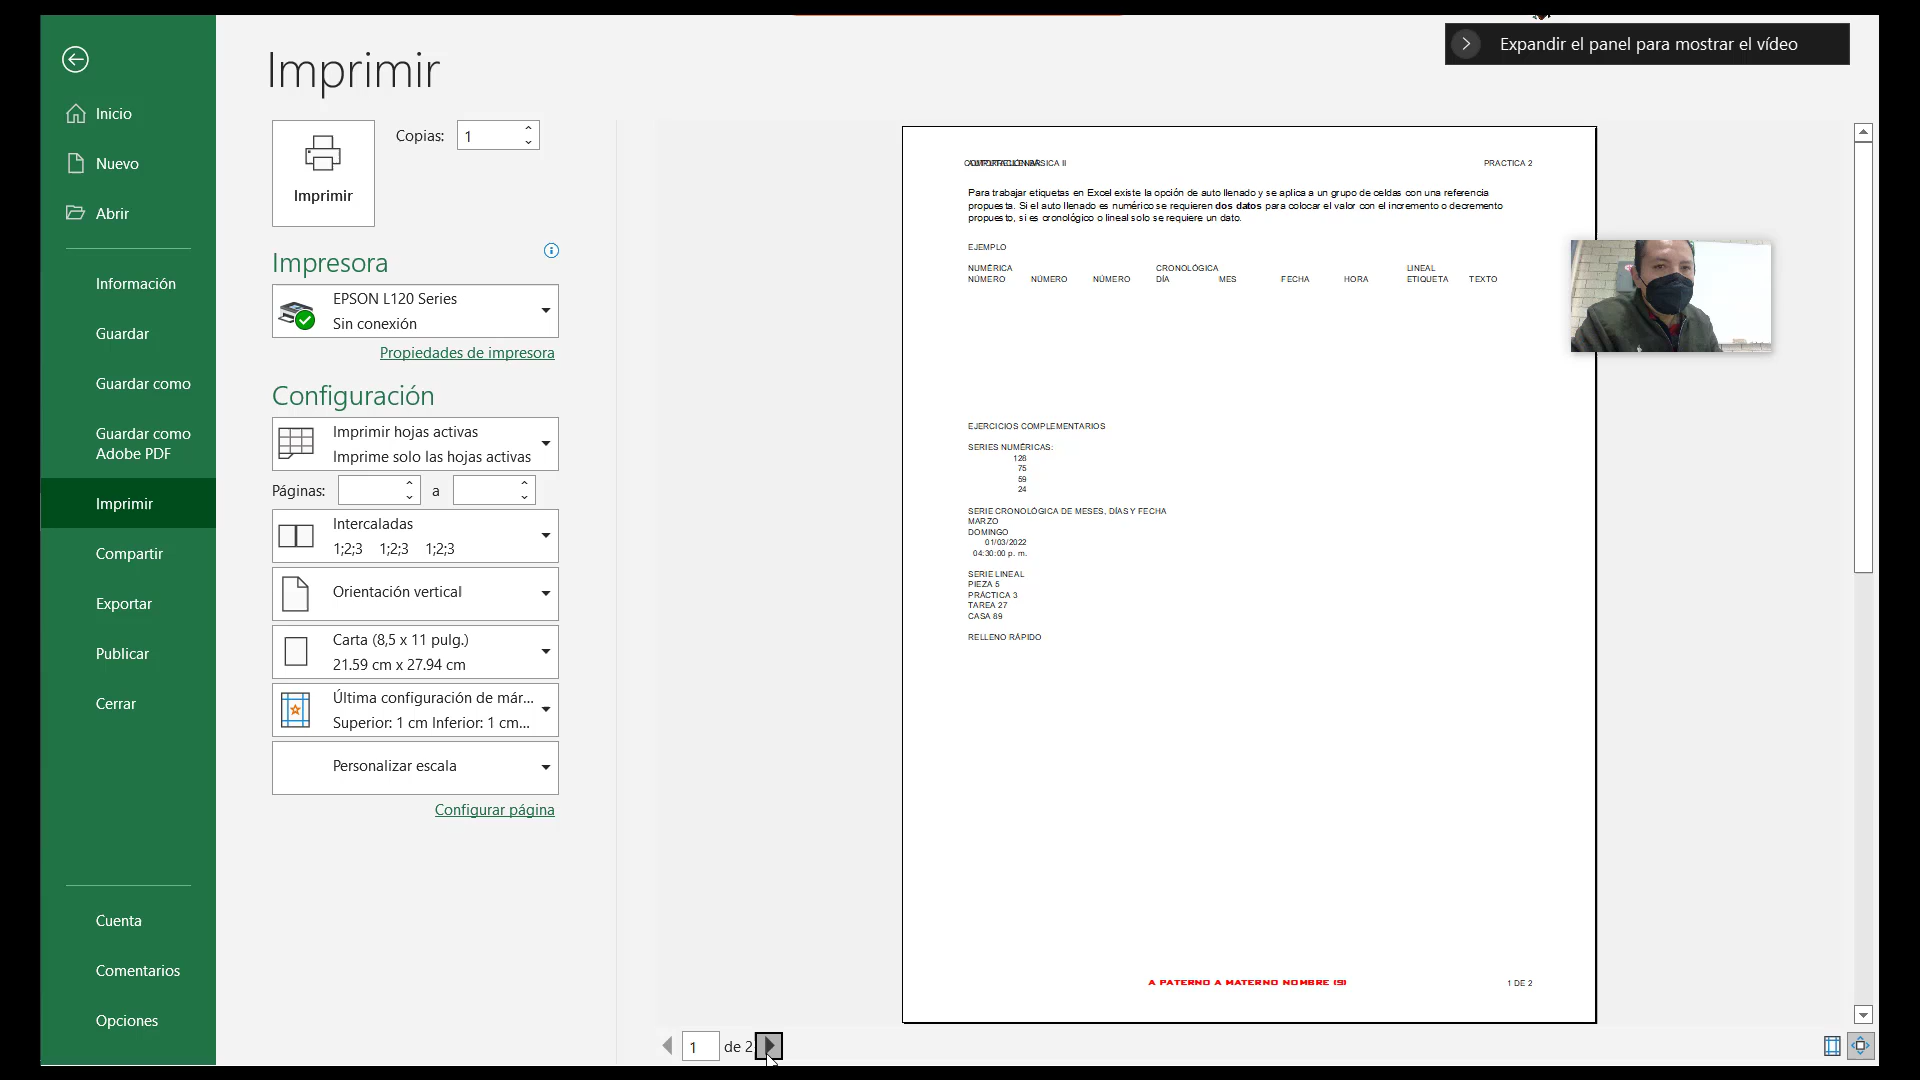 Expandir el panel para mostrar el vídeo
Imprimir
Inicio
Nuevo
Abrir
Información
Guardar
Guardar como
Guardar como
Adobe PDF
Imprimir
Compartir
Exportar
Publicar
Cerrar
Cuenta
Comentarios
Opciones
Imprimir
Copias: 1
Impresora
EPSON L120 Series
Sin conexión
Propiedades de impresora
Configuración
Imprimir hojas activas
Imprime solo las hojas activas
Páginas: a
Intercaladas
1;2;3 1;2;3 1;2;3
Orientación vertical
Carta (8,5 x 11 pulg.)
21.59 cm x 27.94 cm
Última configuración de már...
Superior: 1 cm Inferior: 1 cm...
Personalizar escala
Configurar página
PRACTICA 2
Para trabajar etiquetas en Excel existe la opción de auto llenado y se aplica a un grupo de celdas con una referencia
propuesta. Si el auto llenado es numérico se requieren dos datos para colocar el valor con el incremento o decremento
propuesto, si es cronológico o lineal solo se requiere un dato.
EJEMPLO
NUMÉRICA CRONOLÓGICA LINEAL
NÚMERO NÚMERO NÚMERO DÍA MES FECHA HORA ETIQUETA TEXTO
EJERCICIOS COMPLEMENTARIOS
SERIES NUMÉRICAS:
128
75
59
24
SERIE CRONOLÓGICA DE MESES, DÍAS Y FECHA
MARZO
DOMINGO
01/03/2022
04:30:00 p. m.
SERIE LINEAL
PIEZA 5
PRÁCTICA 3
TAREA 27
CASA 89
RELLENO RÁPIDO
A PATERNO A MATERNO NOMBRE (9)
1 DE 2
1 de 2